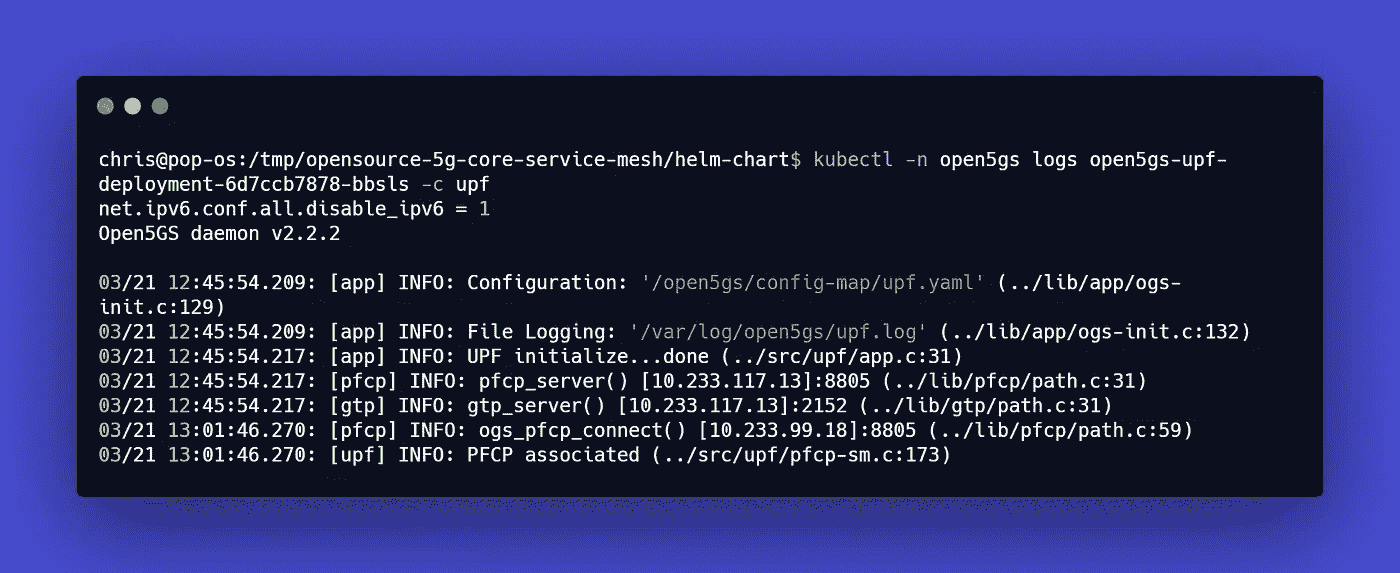 chris@pop-os:/tmp/opensource-5g-core-service-mesh/helm-chart$ kubectl -n open5gs logs open5gs-upf-
deployment-6d7ccb7878-bbsls -c upf
net.ipv6.conf.all.disable_ipv6 = 1
Open5GS daemon v2.2.2
03/21 12:45:54.209: [app] INFO: Configuration: '/open5gs/config-map/upf.yaml' (../lib/app/ogs-
init.c:129)
03/21 12:45:54.209: [app] INFO: File Logging: '/var/log/open5gs/upf.log' (../lib/app/ogs-init.c:132)
03/21 12:45:54.217: [app] INFO: UPF initialize...done (../src/upf/app.c:31)
03/21 12:45:54.217: [pfcp] INFO: pfcp_server() [10.233.117.13]:8805 (../lib/pfcp/path.c:31)
03/21 12:45:54.217: [gtp] INFO: gtp_server() [10.233.117.13]:2152 (../lib/gtp/path.c:31)
03/21 13:01:46.270: [pfcp] INFO: ogs_pfcp_connect() [10.233.99.18]:8805 (../lib/pfcp/path.c:59)
03/21 13:01:46.270: [upf] INFO: PFCP associated (../src/upf/pfcp-sm.c:173)